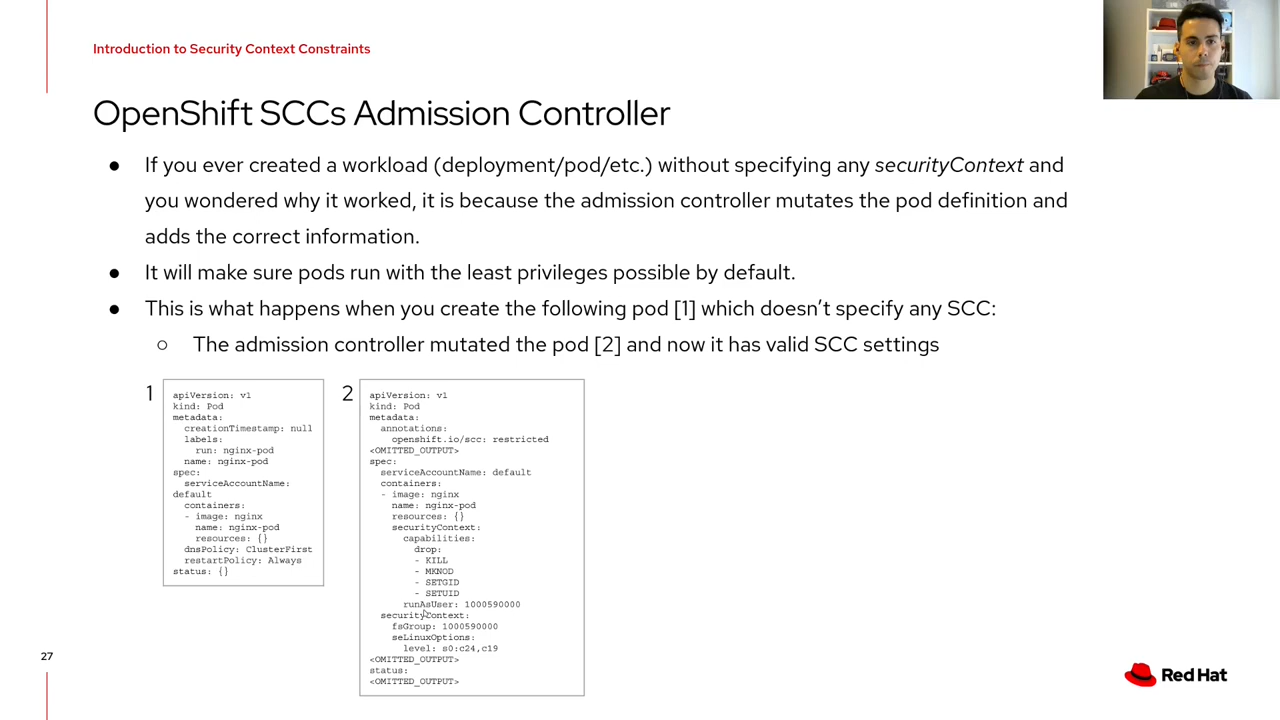 Introduction to Security Context Constraints
OpenShift SCCs Admission Controller
● If you ever created a workload (deployment/pod/etc.) without specifying any securityContext and
you wondered why it worked, it is because the admission controller mutates the pod definition and
adds the correct information.
● It will make sure pods run with the least privileges possible by default.
● This is what happens when you create the following pod [1] which doesn’t specify any SCC:
○ The admission controller mutated the pod [2] and now it has valid SCC settings
1
apiVersion: v1
kind: Pod
metadata:
  creationTimestamp: null
  labels:
    run: nginx-pod
  name: nginx-pod
spec:
  serviceAccountName:
default
  containers:
  - image: nginx
    name: nginx-pod
    resources: {}
  dnsPolicy: ClusterFirst
  restartPolicy: Always
status: {}
2
apiVersion: v1
kind: Pod
metadata:
  annotations:
    openshift.io/scc: restricted
<OMITTED_OUTPUT>
spec:
  serviceAccountName: default
  containers:
  - image: nginx
    name: nginx-pod
    resources: {}
    securityContext:
      capabilities:
        drop:
        - KILL
        - MKNOD
        - SETGID
        - SETUID
      runAsUser: 1000590000
  securityContext:
    fsGroup: 1000590000
    seLinuxOptions:
      level: s0:c24,c19
<OMITTED_OUTPUT>
status:
<OMITTED_OUTPUT>
27
Red Hat